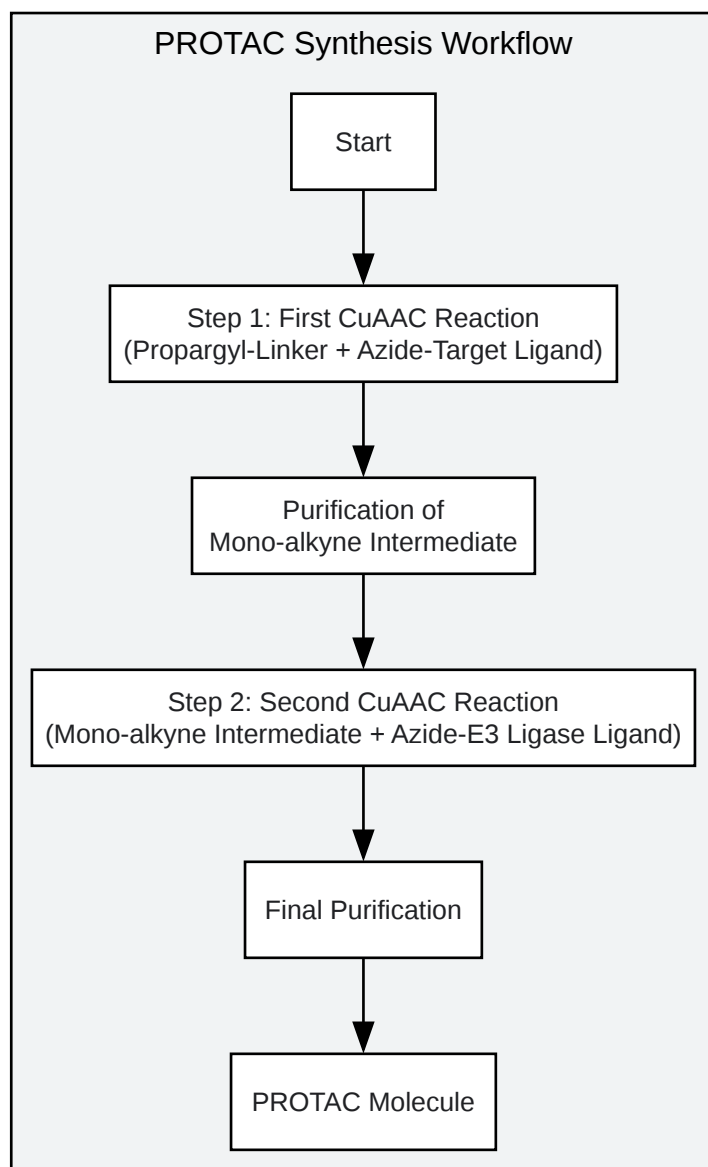 PROTAC Synthesis Workflow
Start
Step 1: First CuAAC Reaction
(Propargyl-Linker + Azide-Target Ligand)
Purification of
Mono-alkyne Intermediate
Step 2: Second CuAAC Reaction
(Mono-alkyne Intermediate + Azide-E3 Ligase Ligand)
Final Purification
PROTAC Molecule